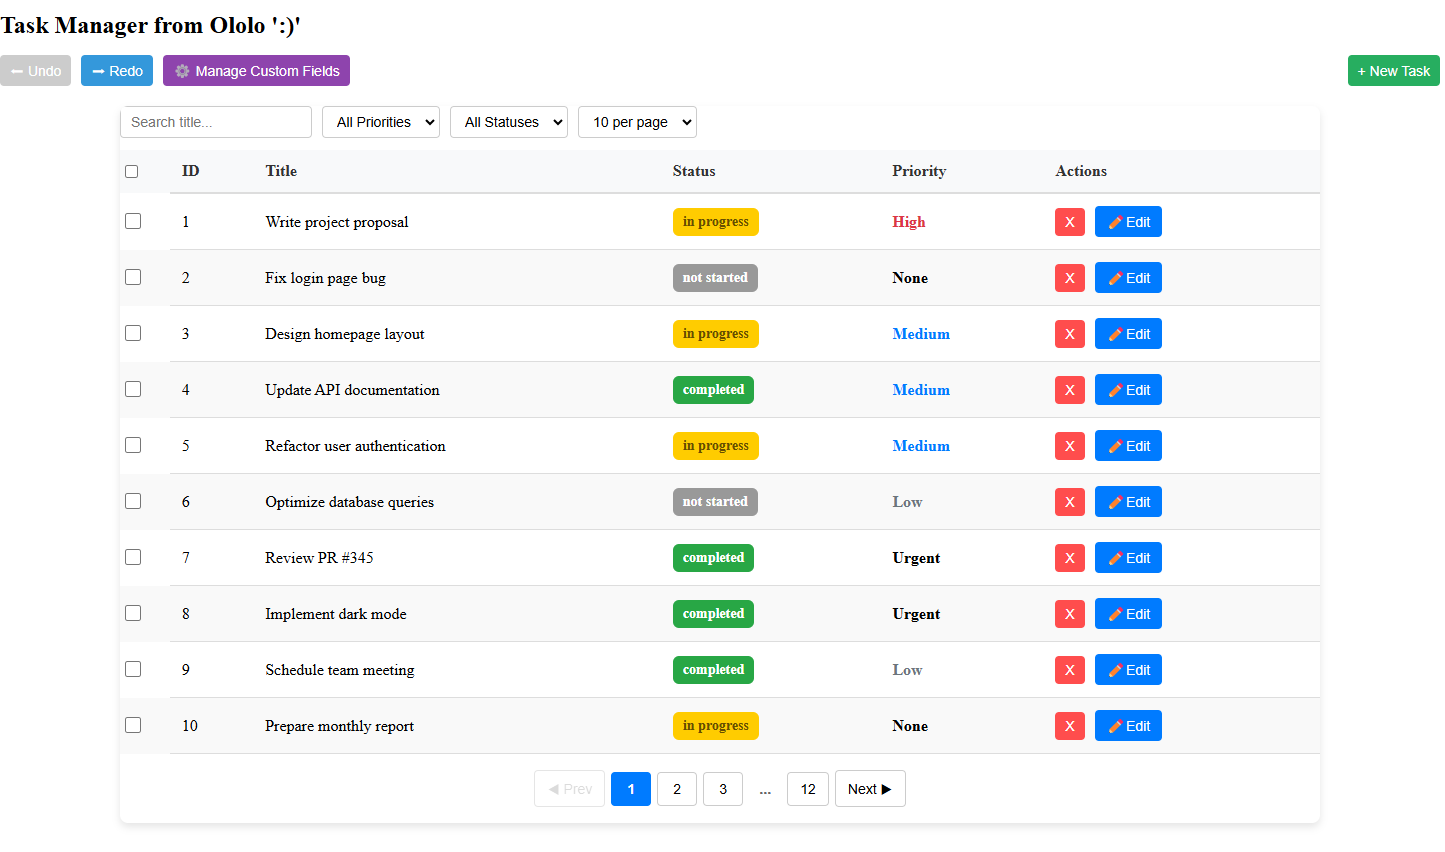 Task Manager from Ololo ':)'
⬅ Undo ➡ Redo ⚙ Manage Custom Fields + New Task
Search title... All Priorities All Statuses 10 per page
ID Title Status Priority Actions
1 Write project proposal in progress High X ✏️ Edit
2 Fix login page bug not started None X ✏️ Edit
3 Design homepage layout in progress Medium X ✏️ Edit
4 Update API documentation completed Medium X ✏️ Edit
5 Refactor user authentication in progress Medium X ✏️ Edit
6 Optimize database queries not started Low X ✏️ Edit
7 Review PR #345 completed Urgent X ✏️ Edit
8 Implement dark mode completed Urgent X ✏️ Edit
9 Schedule team meeting completed Low X ✏️ Edit
10 Prepare monthly report in progress None X ✏️ Edit
◀ Prev 1 2 3 ... 12 Next ▶